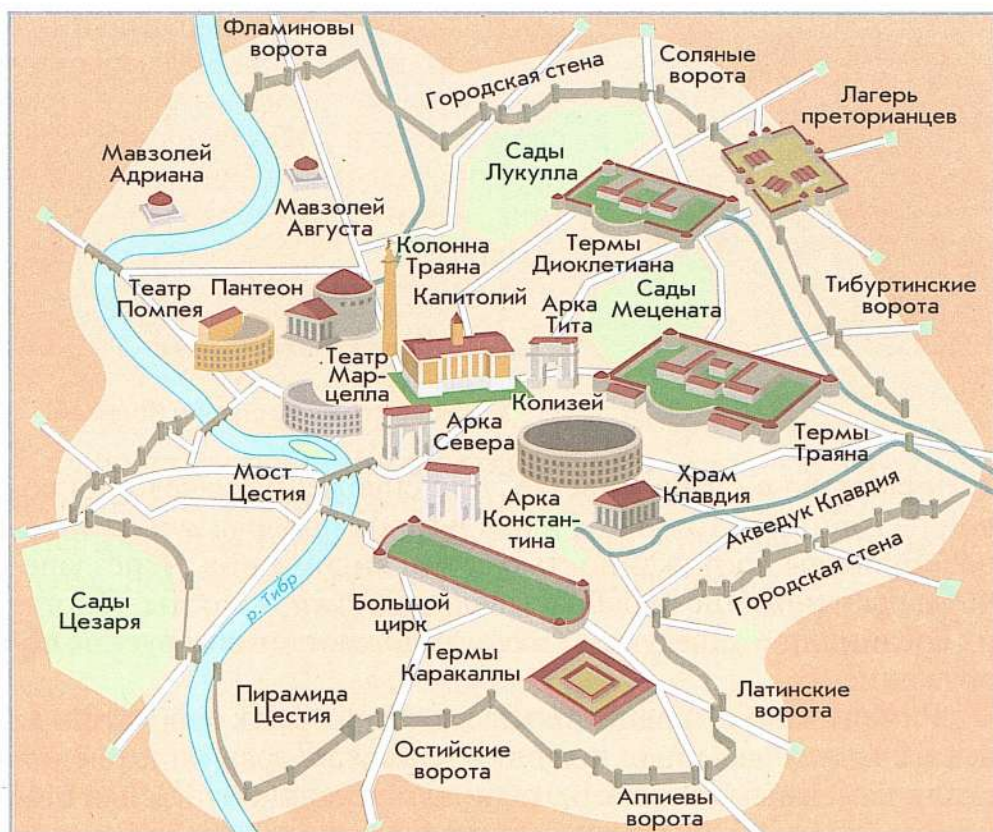 Фламиновы
ворота
Городская стена
Соляные
ворота
Лагерь
преторианцев
Мавзолей
Адриана
Мавзолей
Августа
Сады
Лукулла
Колонна
Траяна
Термы
Диоклетиана
Театр
Помпея
Пантеон
Капитолий
Арка
Тита
Сады
Мецената
Тибуртинские
ворота
Театр
Мар-
целла
Колизей
Арка
Севера
Термы
Траяна
Мост
Цестия
Храм
Клавдия
Арка
Констан-
тина
Акведук Клавдия
Городская стена
Сады
Цезаря
р. Тибр
Большой
цирк
Термы
Каракаллы
Пирамида
Цестия
Латинские
ворота
Остийские
ворота
Аппиевы
ворота